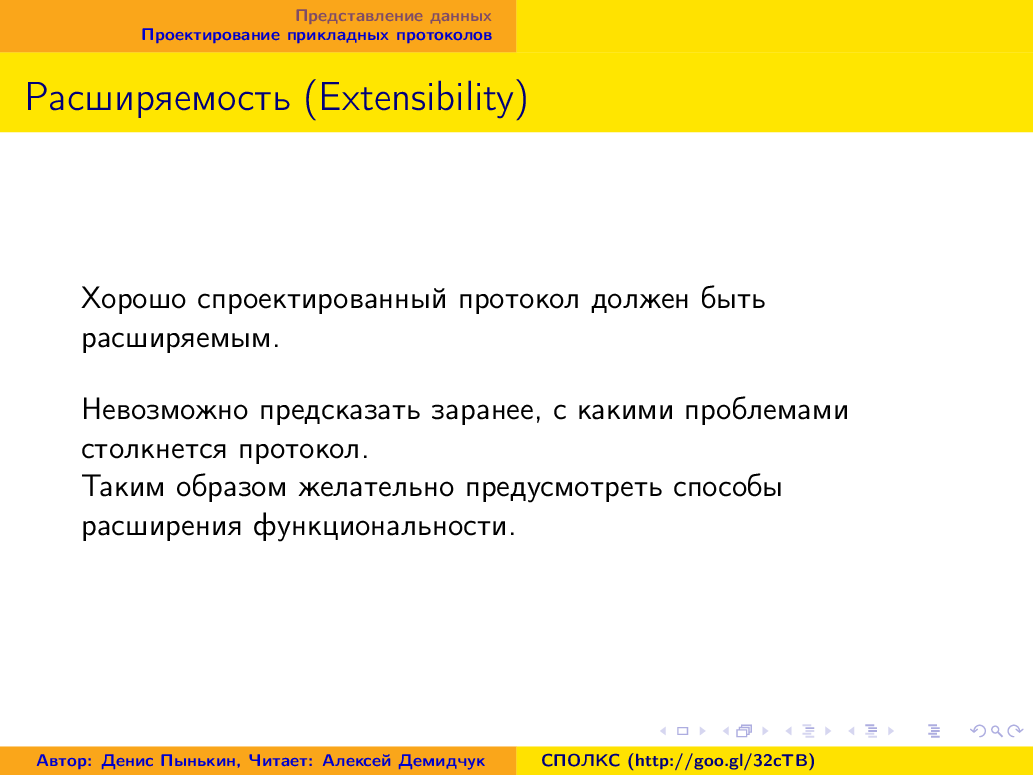 Представление данных
Проектирование прикладных протоколов
Расширяемость (Extensibility)
Хорошо спроектированный протокол должен быть
расширяемым.
Невозможно предсказать заранее, с какими проблемами
столкнется протокол.
Таким образом желательно предусмотреть способы
расширения функциональности.
Автор: Денис Пынькин, Читает: Алексей Демидчук
СПОЛКС (http://goo.gl/32cTB)